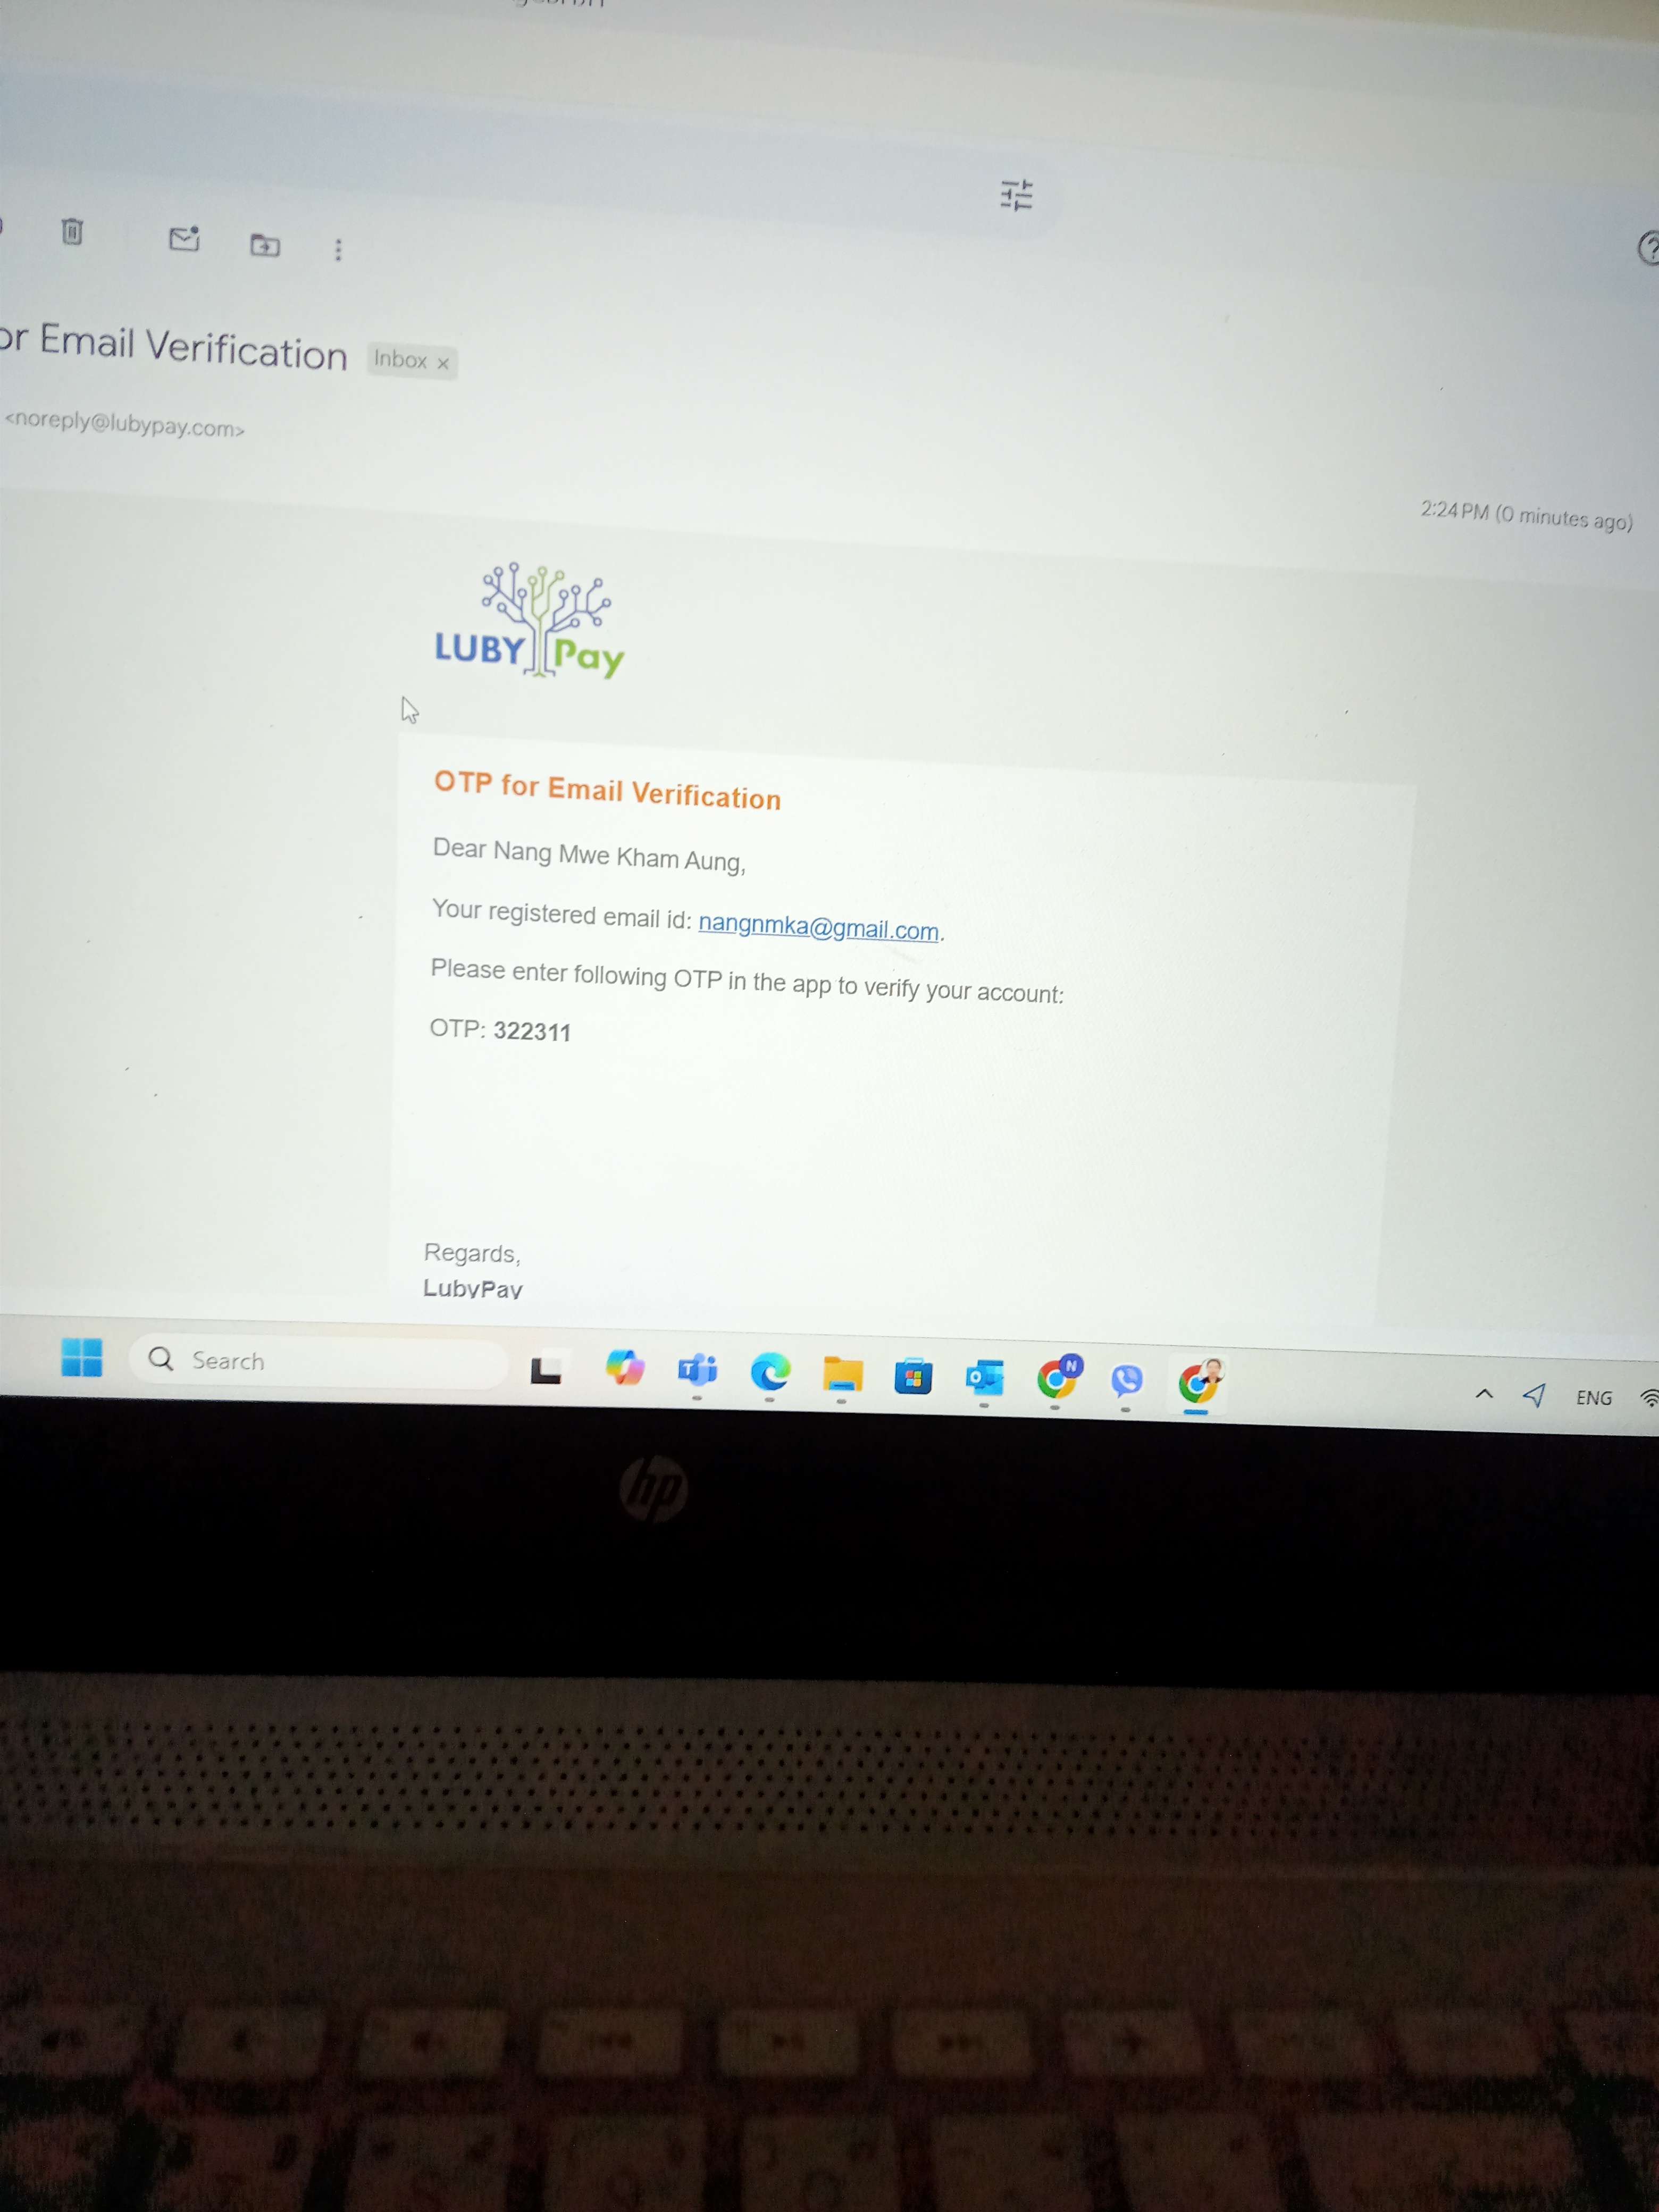 or Email Verification Inbox ×
<noreply@lubypay.com>
2:24 PM (0 minutes ago)
LUBY Pay
OTP for Email Verification
Dear Nang Mwe Kham Aung,
Your registered email id: nangnmka@gmail.com.
Please enter following OTP in the app to verify your account:
OTP: 322311
Regards,
LubyPay
Search
N
ENG
hp